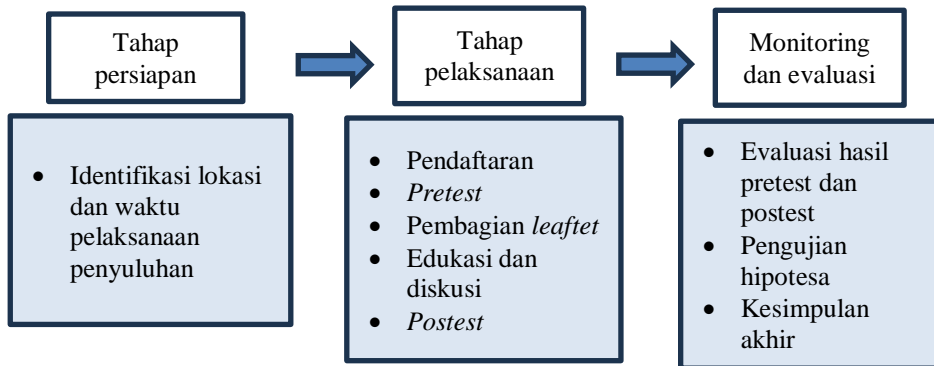 Tahap
persiapan
Tahap
pelaksanaan
Monitoring
dan evaluasi
• Identifikasi lokasi
dan waktu
pelaksanaan
penyuluhan
• Pendaftaran
• Pretest
• Pembagian leaftet
• Edukasi dan
diskusi
• Postest
• Evaluasi hasil
pretest dan
postest
• Pengujian
hipotesa
• Kesimpulan
akhir